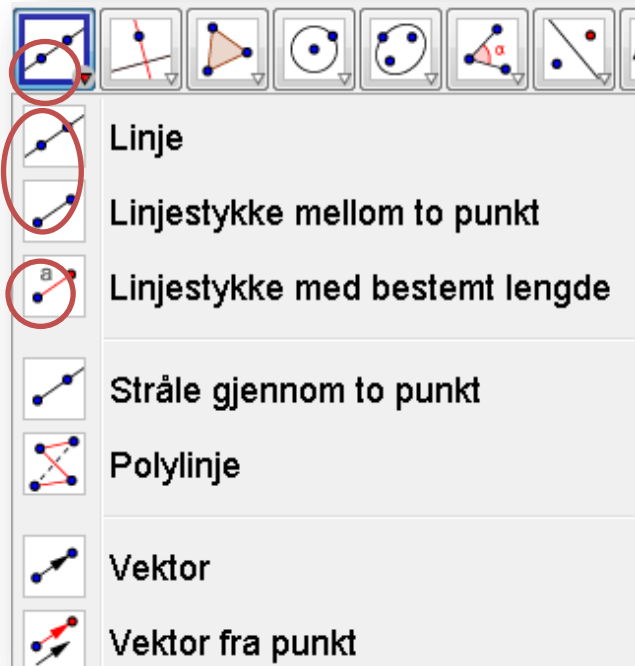 α
Linje
Linjestykke mellom to punkt
a
Linjestykke med bestemt lengde
Stråle gjennom to punkt
Polylinje
Vektor
Vektor fra punkt